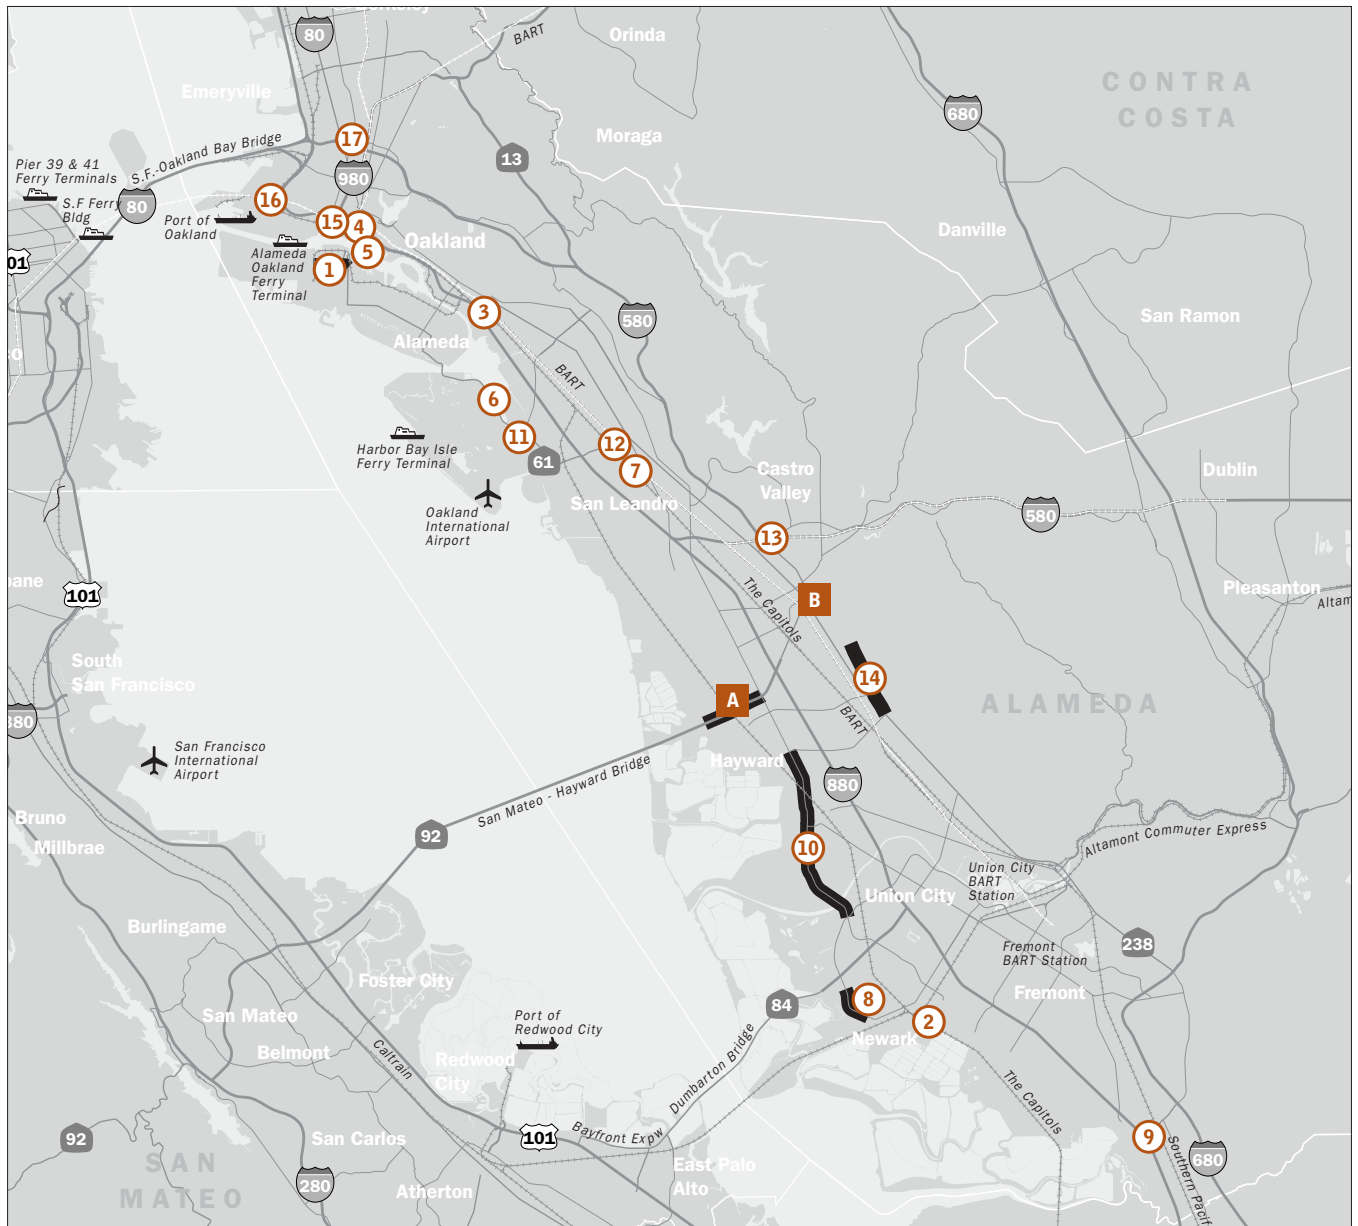 80
Orinda
BART
CONTRA
COSTA
Emeryville
680
Moraga
S.F.-Oakland Bay Bridge
17
13
Pier 39 & 41
Ferry Terminals
980
S.F Ferry
Bldg
80
16
Port of
Oakland
15
4
Oakland
Danville
5
Alameda
Oakland
Ferry
Terminal
1
3
580
San Ramon
Alameda
BART
6
11
12
Harbor Bay Isle
Ferry Terminal
61
7
Castro
Valley
Dublin
San Leandro
Oakland
International
Airport
580
13
101
The Capitols
B
Pleasanton
South
San Francisco
14
A
ALAMEDA
BART
San Francisco
International
Airport
Hayward
San Mateo - Hayward Bridge
880
Bruno
Millbrae
92
10
Altamont Commuter Express
Union City
BART
Station
Union City
Burlingame
238
Fremont
BART Station
Foster City
Fremont
84
8
San Mateo
Port of
Redwood City
2
Newark
Belmont
Caltrain
Redwood
City
Dumbarton Bridge
The Capitols
92
San Carlos
101
Bayfront Expw
9
Southern Pacif
680
SAN
MATEO
280
Atherton
East Palo
Alto